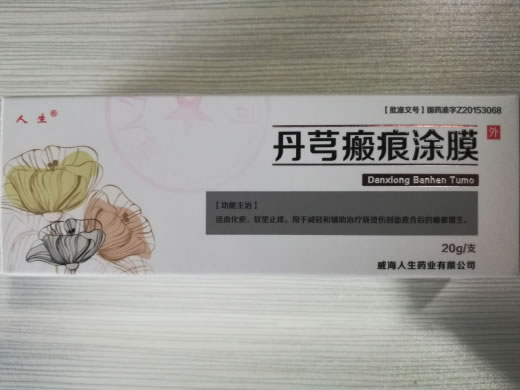 人生®
【批准文号】国药准字Z20153068
丹芎瘢痕涂膜
外
Danxiong Banhen Tumo
【功能主治】
活血化瘀，软坚止痒。用于减轻和辅助治疗烧烫伤创面愈合后的瘢痕增生。
20g/支
威海人生药业有限公司